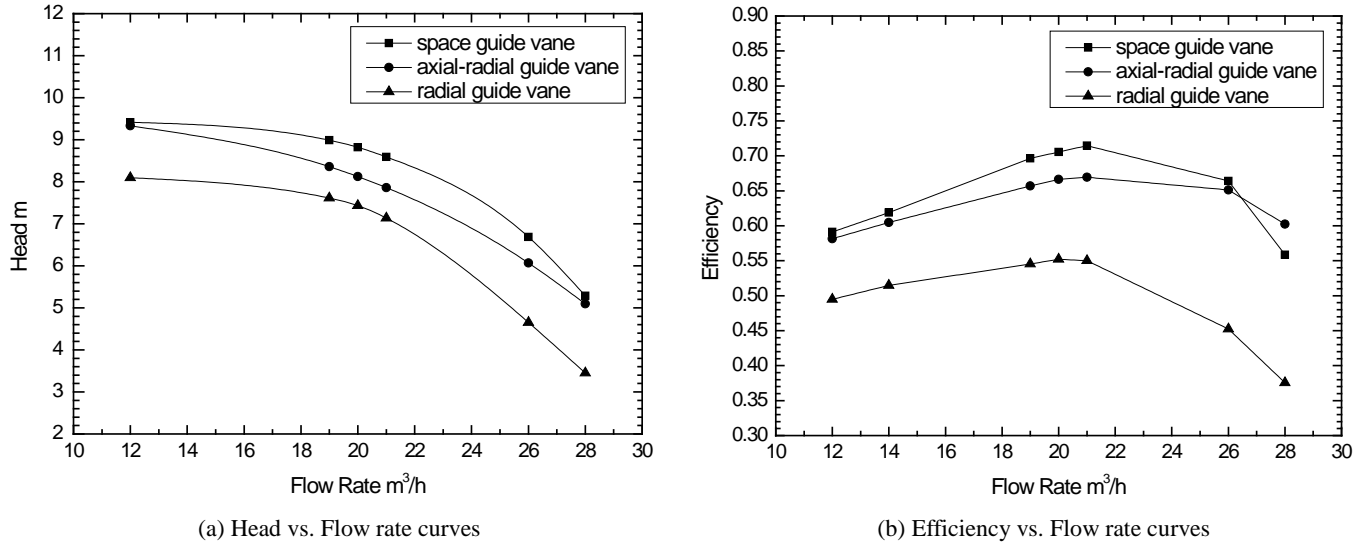 12
11
10
9
8
7
6
5
4
3
2
Head m
10 12 14 16 18 20 22 24 26 28 30
Flow Rate m³/h
space guide vane
axial-radial guide vane
radial guide vane
(a) Head vs. Flow rate curves
0.90
0.85
0.80
0.75
0.70
0.65
0.60
0.55
0.50
0.45
0.40
0.35
0.30
Efficiency
10 12 14 16 18 20 22 24 26 28 30
Flow Rate m³/h
space guide vane
axial-radial guide vane
radial guide vane
(b) Efficiency vs. Flow rate curves